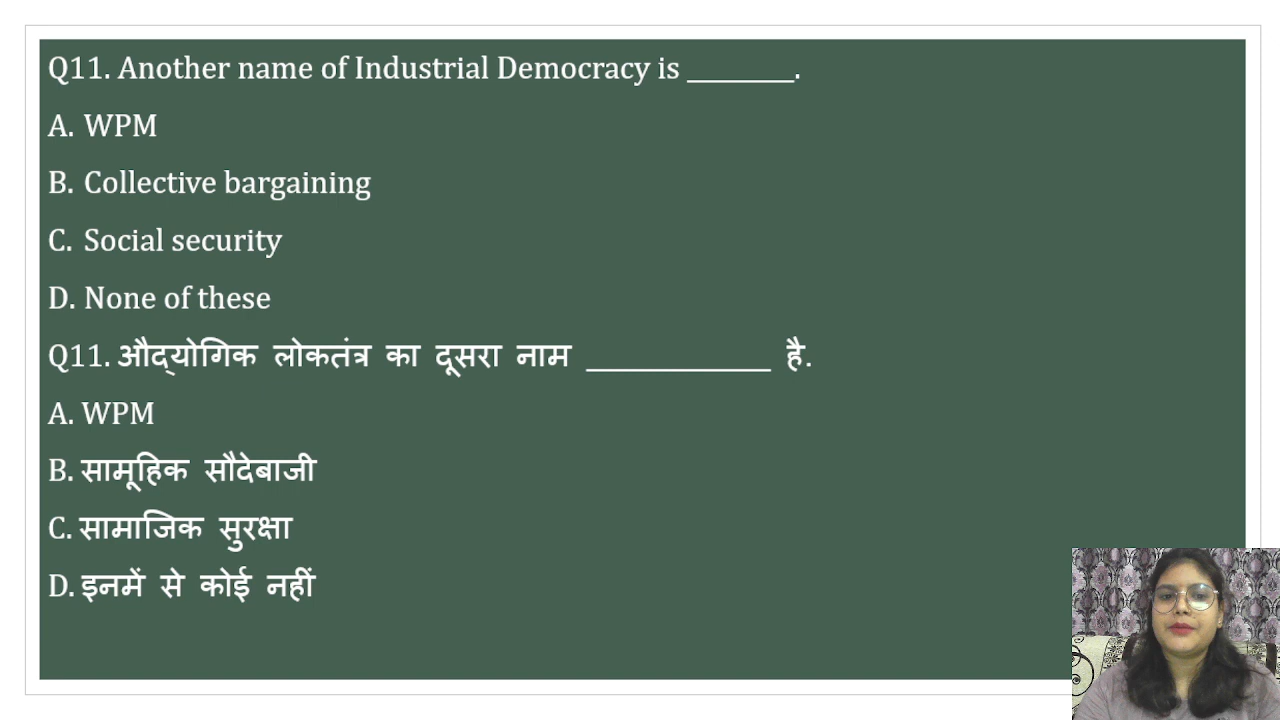 Q11. Another name of Industrial Democracy is ________.
A. WPM
B. Collective bargaining
C. Social security
D. None of these
Q11. औद्योगिक लोकतंत्र का दूसरा नाम ______________ है.
A. WPM
B. सामूहिक सौदेबाजी
C. सामाजिक सुरक्षा
D. इनमें से कोई नहीं